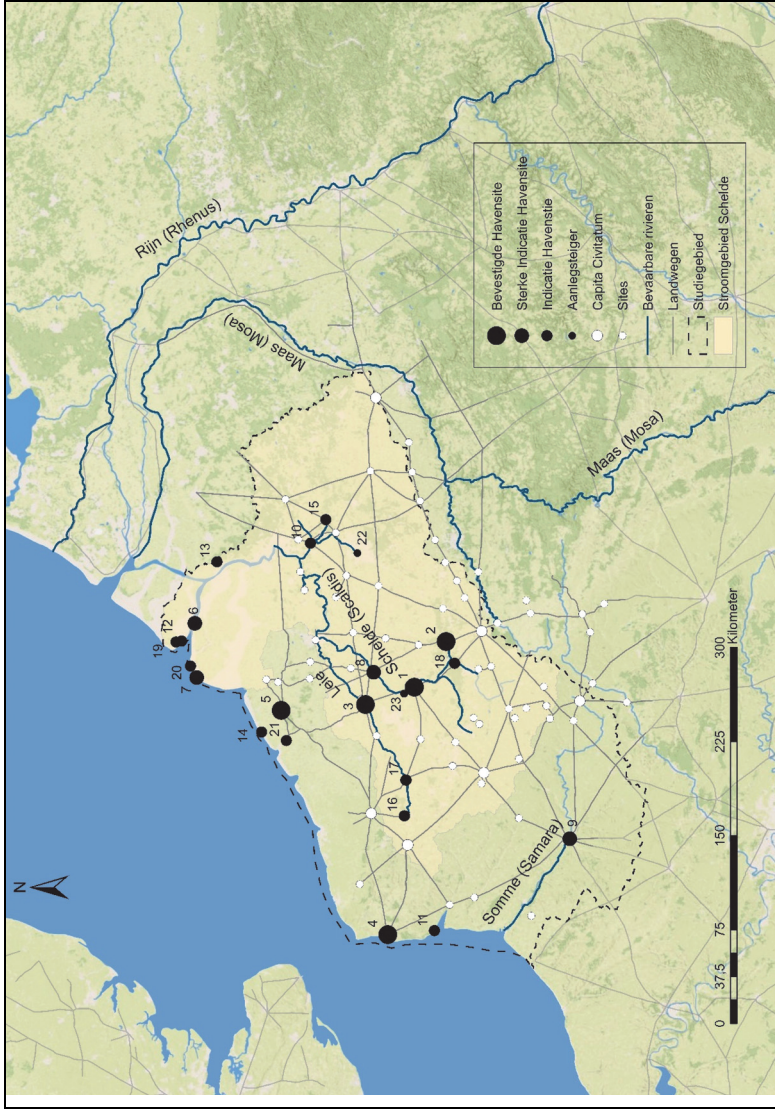 N
Rijn (Rhenus)
Maas (Mosa)
19
12
20
7
6
13
14
5
21
10
15
22
Leie
Schelde (Scaldis)
3
8
4
11
16
17
23
1
2
18
Somme (Samara)
9
Maas (Mosa)
Bevestigde Havensite
Sterke Indicatie Havensite
Indicatie Havenstie
Aanlegsteiger
Capita Civitatum
Sites
Bevaarbare rivieren
Landwegen
Studiegebied
Stroomgebied Schelde
0 37.5 75 150 225 300
Kilometer